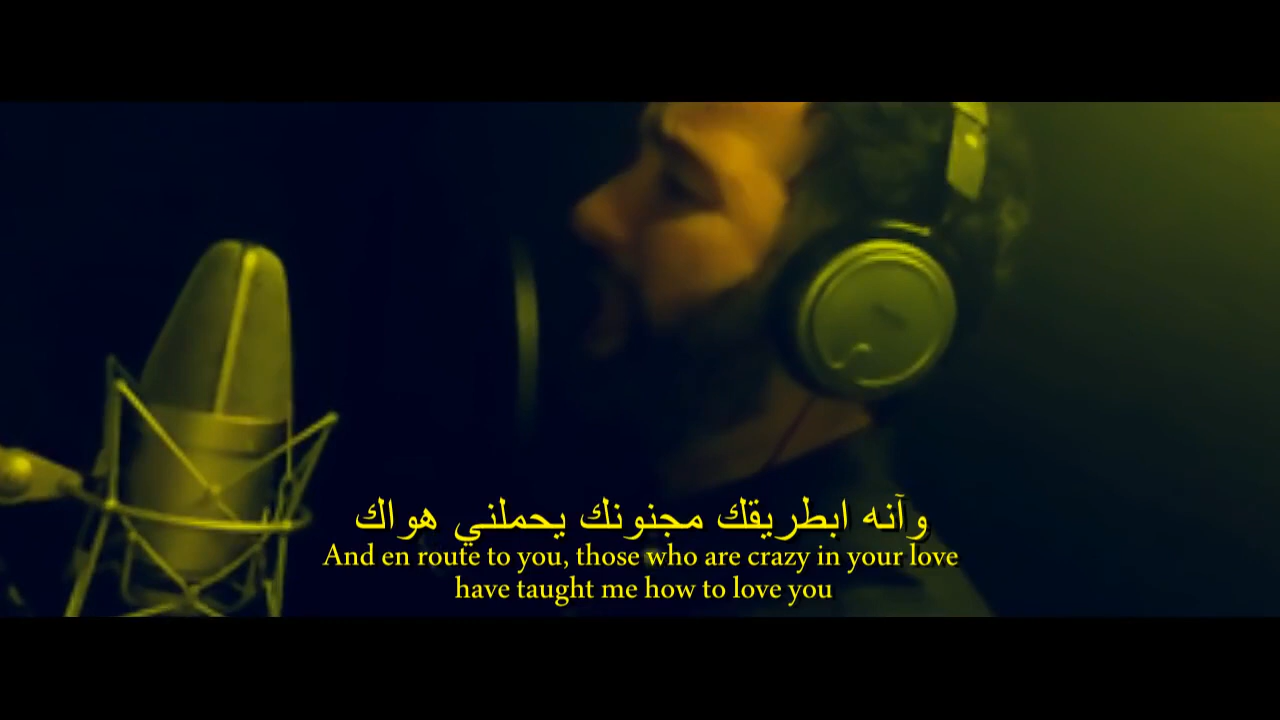 وآنه ابطريقك مجنونك يحملني هواك
And en route to you, those who are crazy in your love
have taught me how to love you